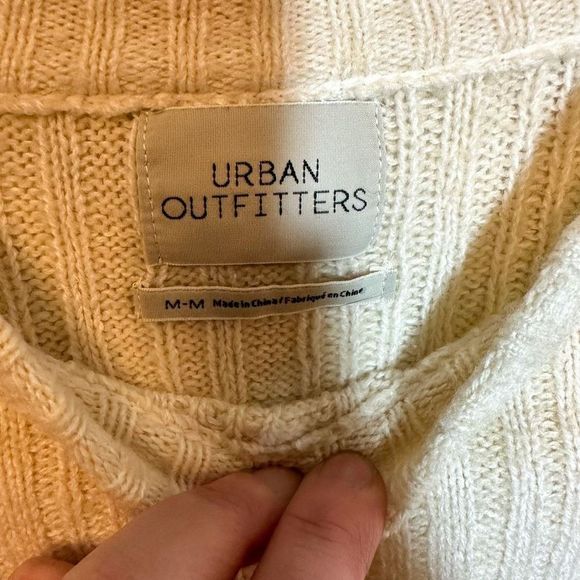 URBAN
OUTFITTERS
M-M Made in China / Fabriqué en Chine